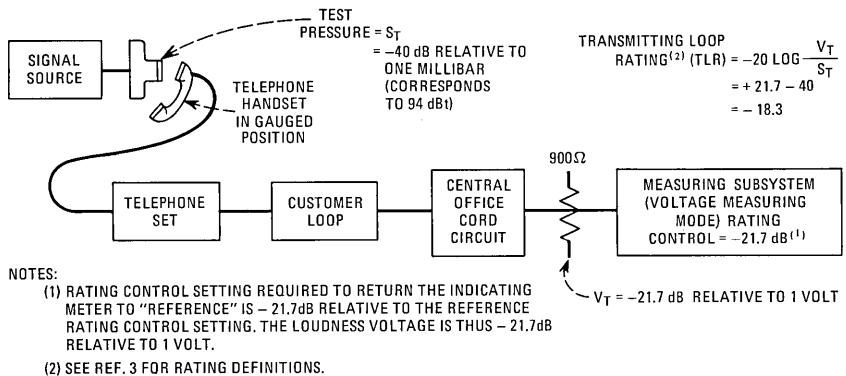 SIGNAL
SOURCE
TEST
PRESSURE = S_T
= −40 dB RELATIVE TO
ONE MILLIBAR
(CORRESPONDS
TO 94 dBt)
TELEPHONE
HANDSET
IN GAUGED
POSITION
TRANSMITTING LOOP
RATING(2) (TLR) = −20 LOG V_T/S_T
= + 21.7 − 40
= − 18.3
TELEPHONE
SET
CUSTOMER
LOOP
CENTRAL
OFFICE
CORD
CIRCUIT
900Ω
MEASURING SUBSYSTEM
(VOLTAGE MEASURING
MODE) RATING
CONTROL = −21.7 dB(1)
V_T = −21.7 dB RELATIVE TO 1 VOLT
NOTES:
(1) RATING CONTROL SETTING REQUIRED TO RETURN THE INDICATING
METER TO "REFERENCE" IS − 21.7dB RELATIVE TO THE REFERENCE
RATING CONTROL SETTING. THE LOUDNESS VOLTAGE IS THUS − 21.7dB
RELATIVE TO 1 VOLT.
(2) SEE REF. 3 FOR RATING DEFINITIONS.